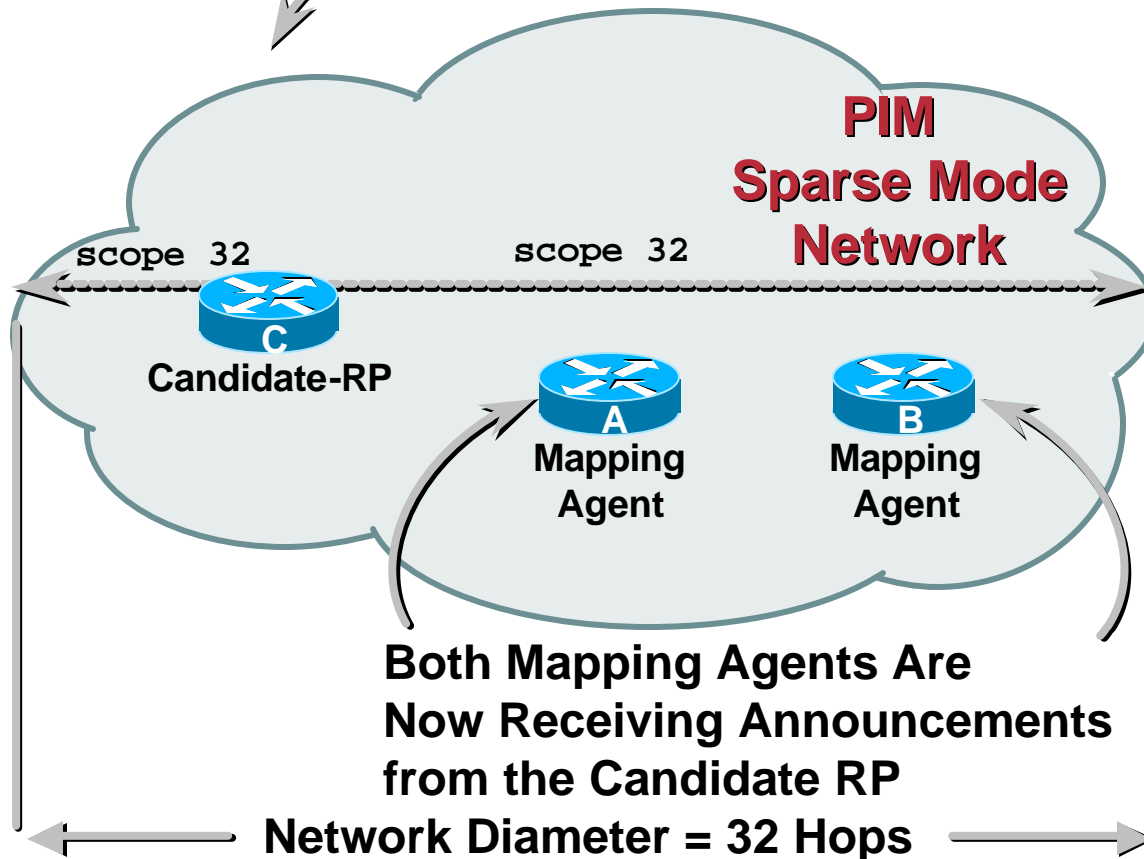 PIM
Sparse Mode
Network
scope 32
scope 32
C
Candidate-RP
A
Mapping
Agent
B
Mapping
Agent
Both Mapping Agents Are
Now Receiving Announcements
from the Candidate RP
Network Diameter = 32 Hops